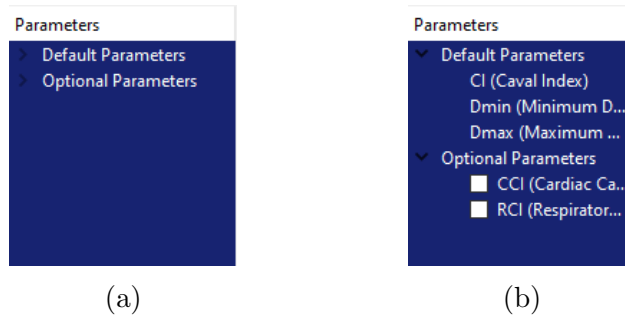 Parameters
Default Parameters
Optional Parameters
(a)
Parameters
Default Parameters
CI (Caval Index)
Dmin (Minimum D...
Dmax (Maximum ...
Optional Parameters
CCI (Cardiac Ca...
RCI (Respirator...
(b)